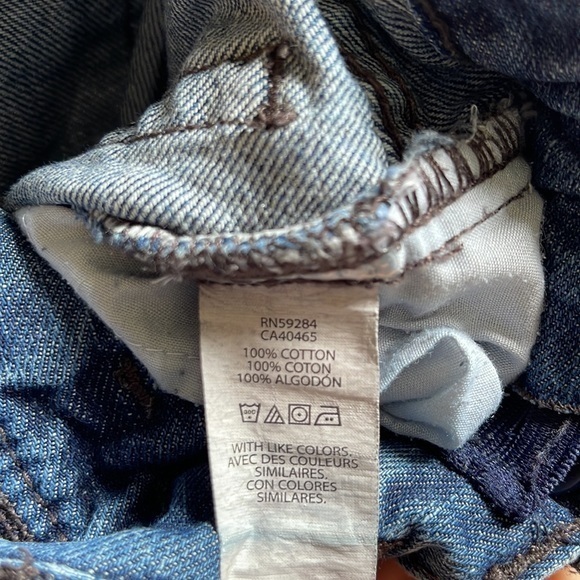 RN59284
CA40465
100% COTTON
100% COTON
100% ALGODÓN
WITH LIKE COLORS.
AVEC DES COULEURS
SIMILAIRES.
CON COLORES
SIMILARES.